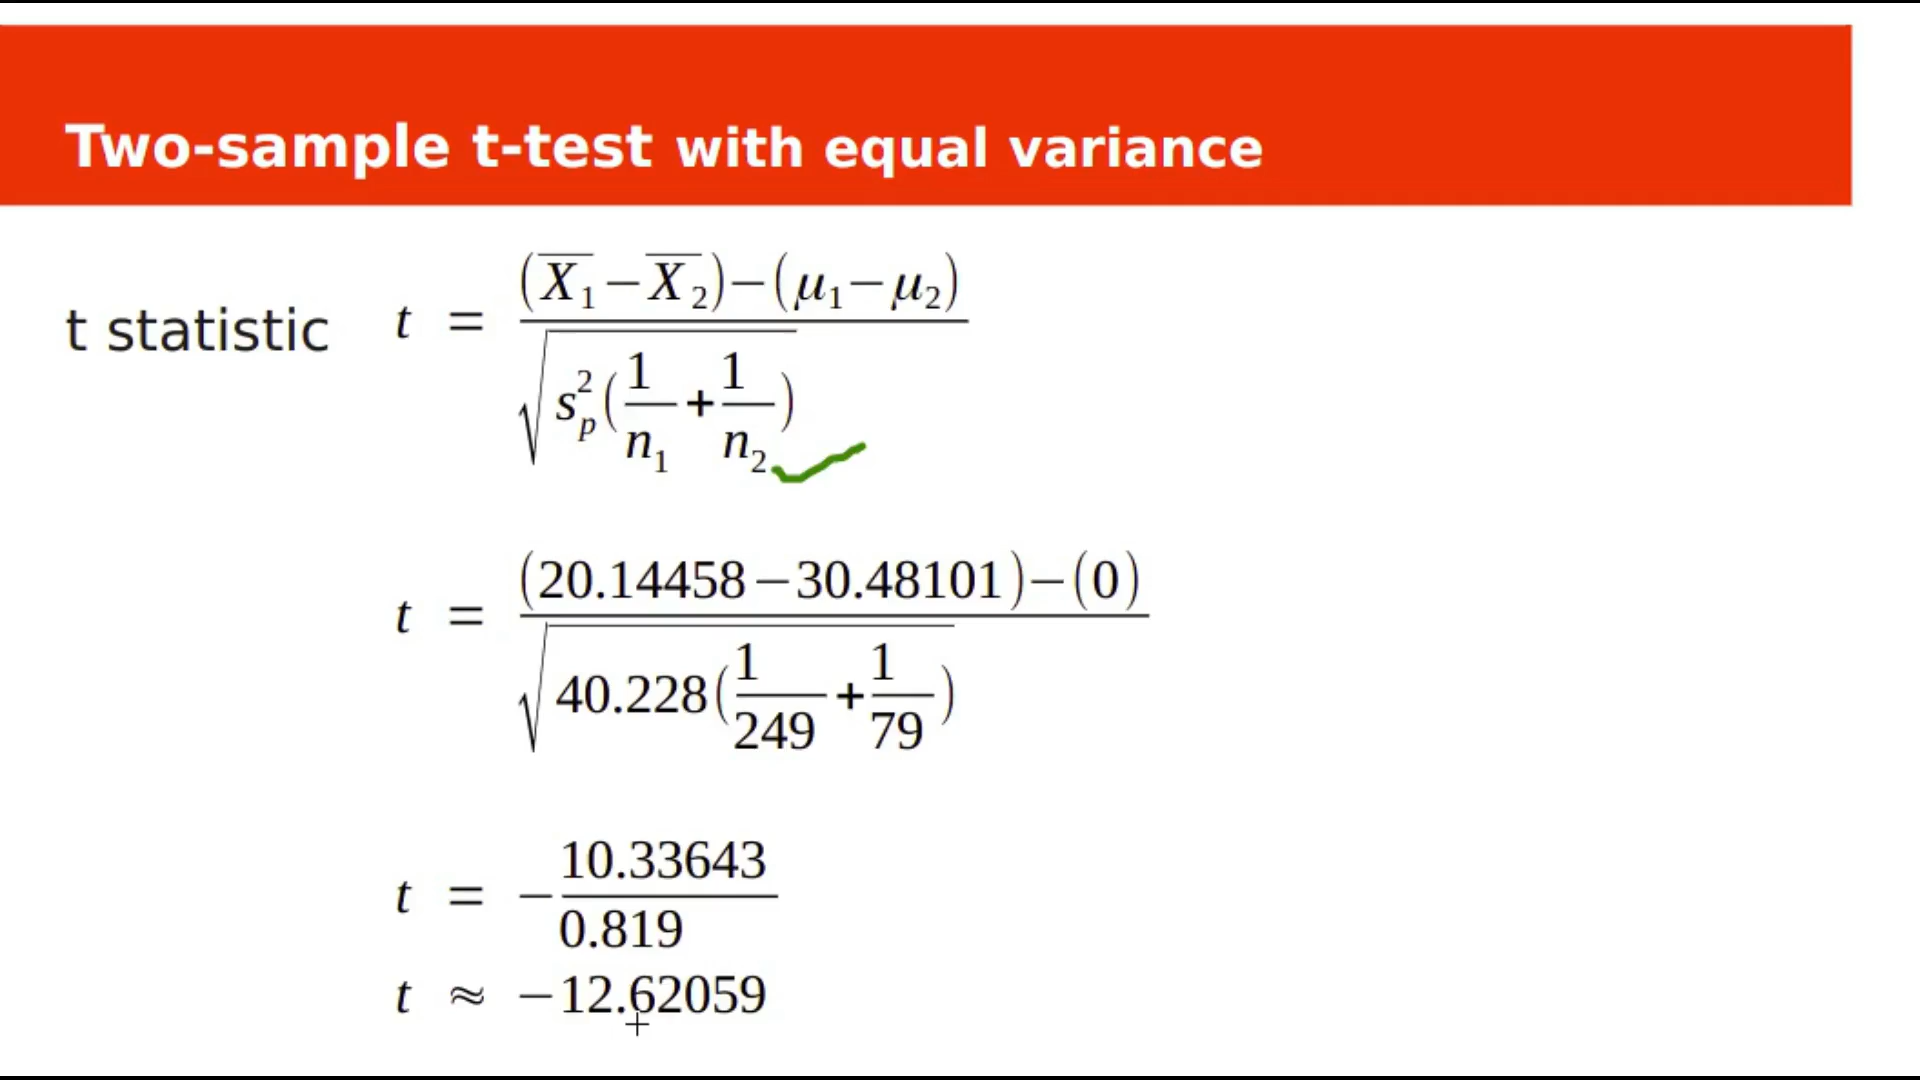 Two-sample t-test with equal variance
t statistic t = ((X̅₁ − X̅₂) − (μ₁ − μ₂)) / √(s²ₚ(1/n₁ + 1/n₂))
t = ((20.14458 − 30.48101) − (0)) / √(40.228(1/249 + 1/79))
t = −10.33643/0.819
t ≈ −12.62059